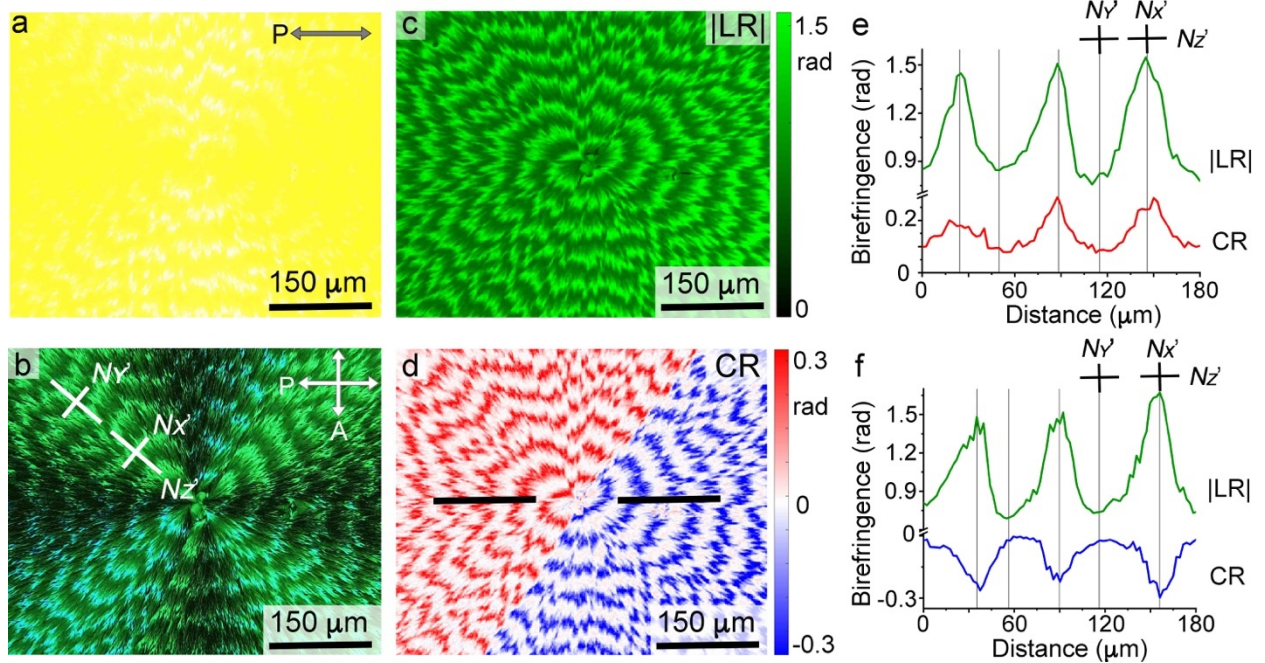 a
P
150 µm
c
|LR|
1.5
rad
0
150 µm
b
NY'
NX'
NZ'
P
A
150 µm
d
CR
0.3
rad
0
-0.3
150 µm
e
NY'
NX'
NZ'
Birefringence (rad)
1.5
1.2
0.9
0.2
0
|LR|
CR
0
60
120
180
Distance (µm)
f
NY'
NX'
NZ'
Birefringence (rad)
1.5
1.2
0.9
0
-0.3
|LR|
CR
0
60
120
180
Distance (µm)